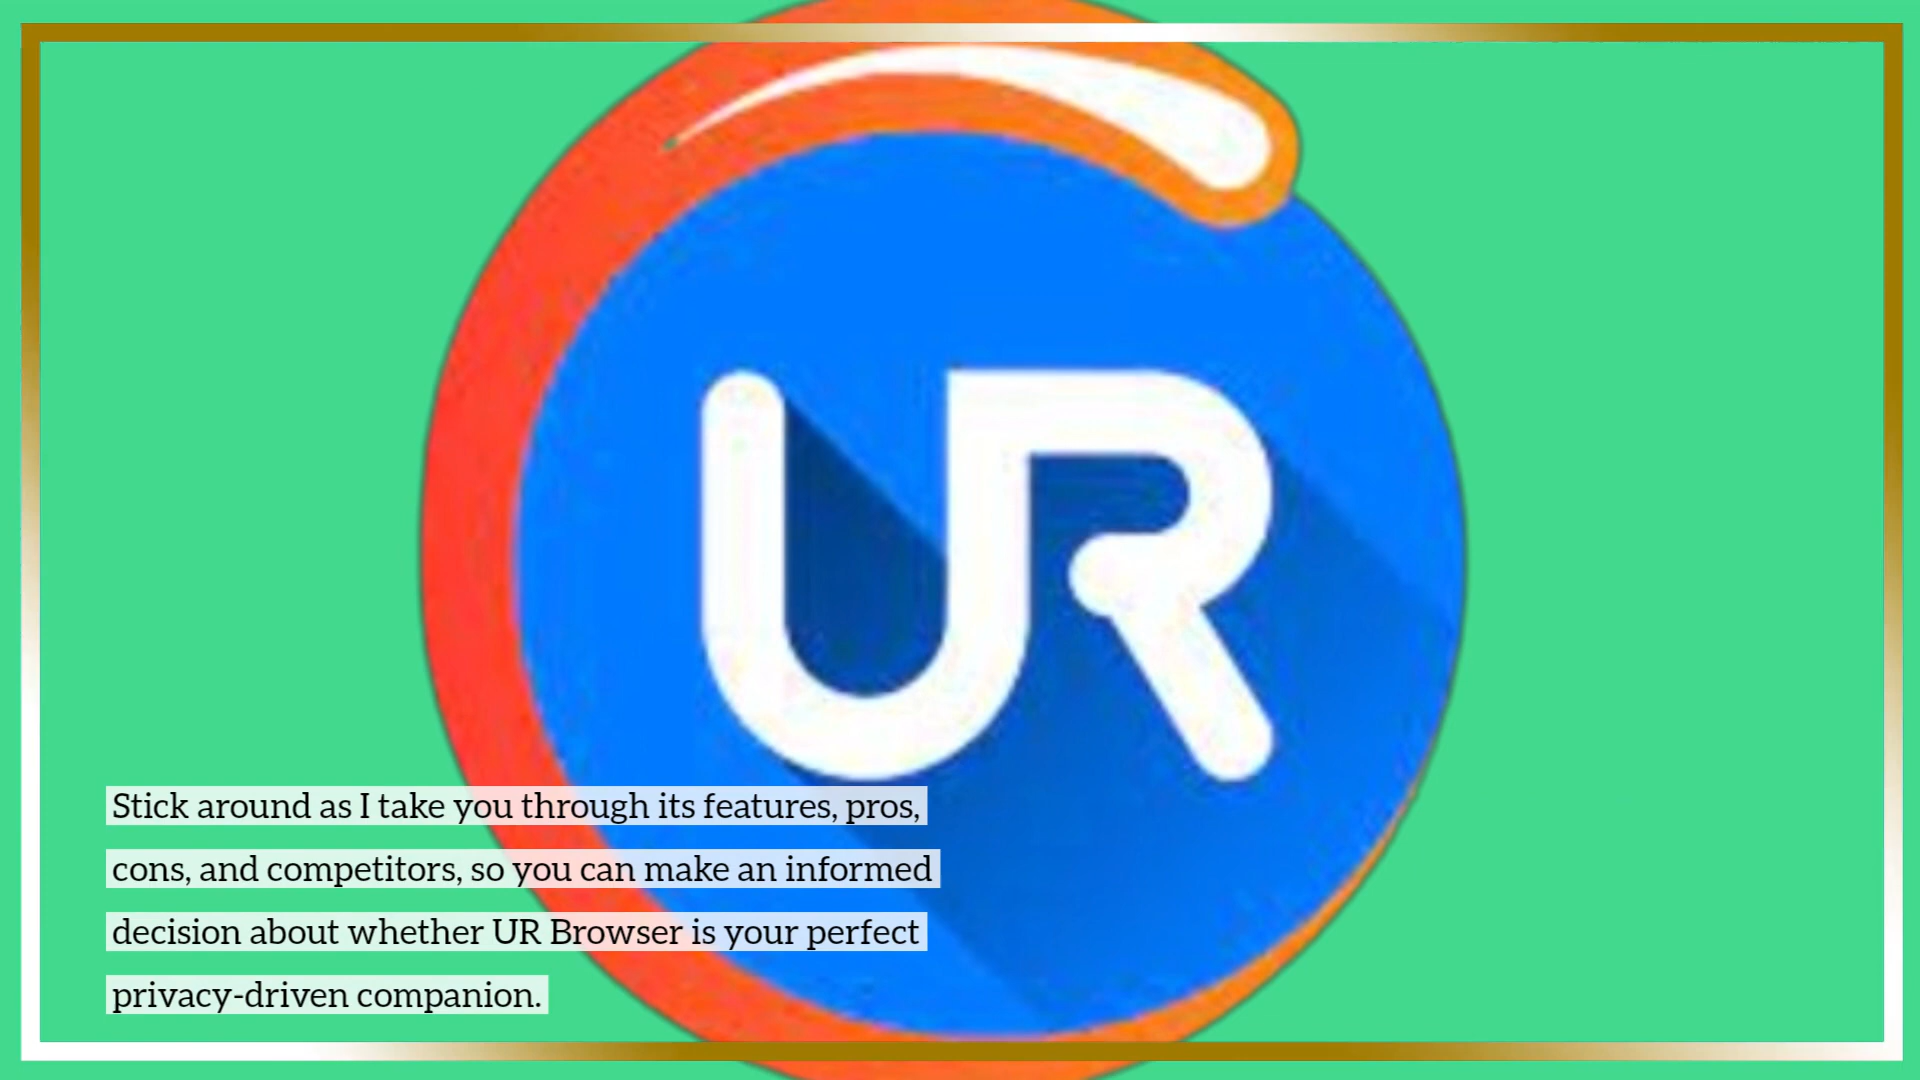 UR
Stick around as I take you through its features, pros,
cons, and competitors, so you can make an informed
decision about whether UR Browser is your perfect
privacy-driven companion.